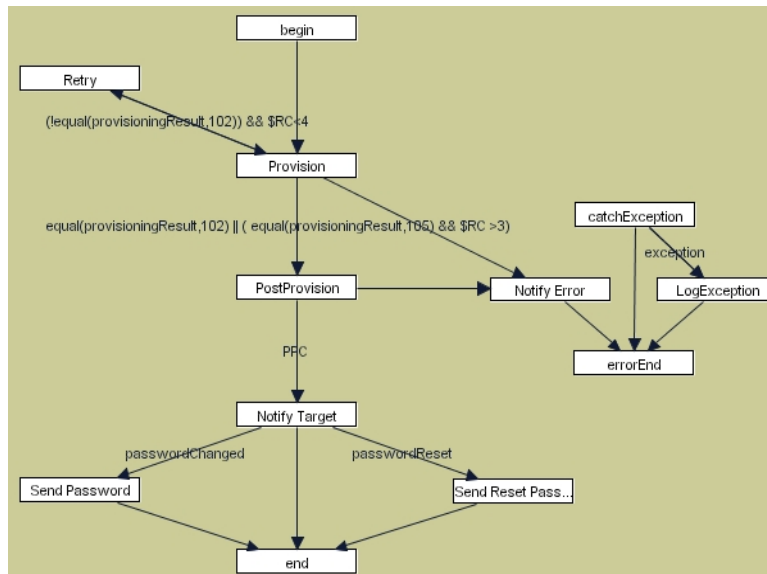 begin
Retry
(!equal(provisioningResult,102)) && $RC<4
Provision
equal(provisioningResult,102) || ( equal(provisioningResult,105) && $RC >3)
catchException
exception
PostProvision
Notify Error
LogException
PPC
errorEnd
Notify Target
passwordChanged
passwordReset
Send Password
Send Reset Pass...
end